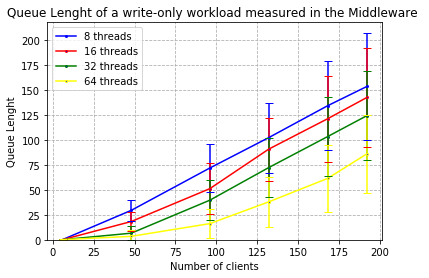 Queue Lenght of a write-only workload measured in the Middleware
8 threads
16 threads
32 threads
64 threads
Queue Lenght
200
175
150
125
100
75
50
25
0
0 25 50 75 100 125 150 175 200
Number of clients